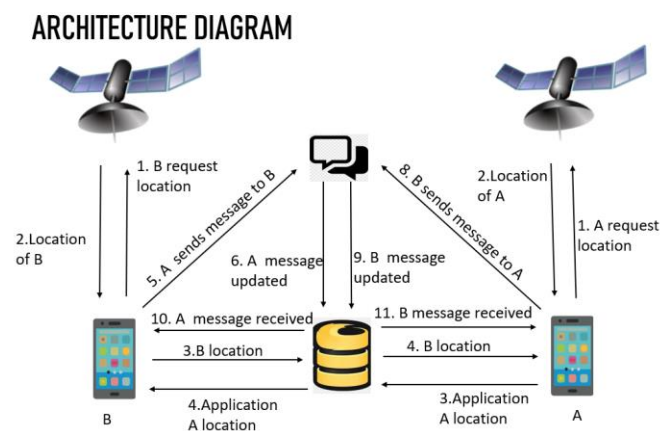 ARCHITECTURE DIAGRAM
1. B request
location
2.Location
of B
5. A sends message to B
8. B sends message to A
2.Location
of A
1. A request
location
6. A message
updated
9. B message
updated
10. A message received
11. B message received
3.B location
4. B location
4.Application
A location
3.Application
A location
B
A